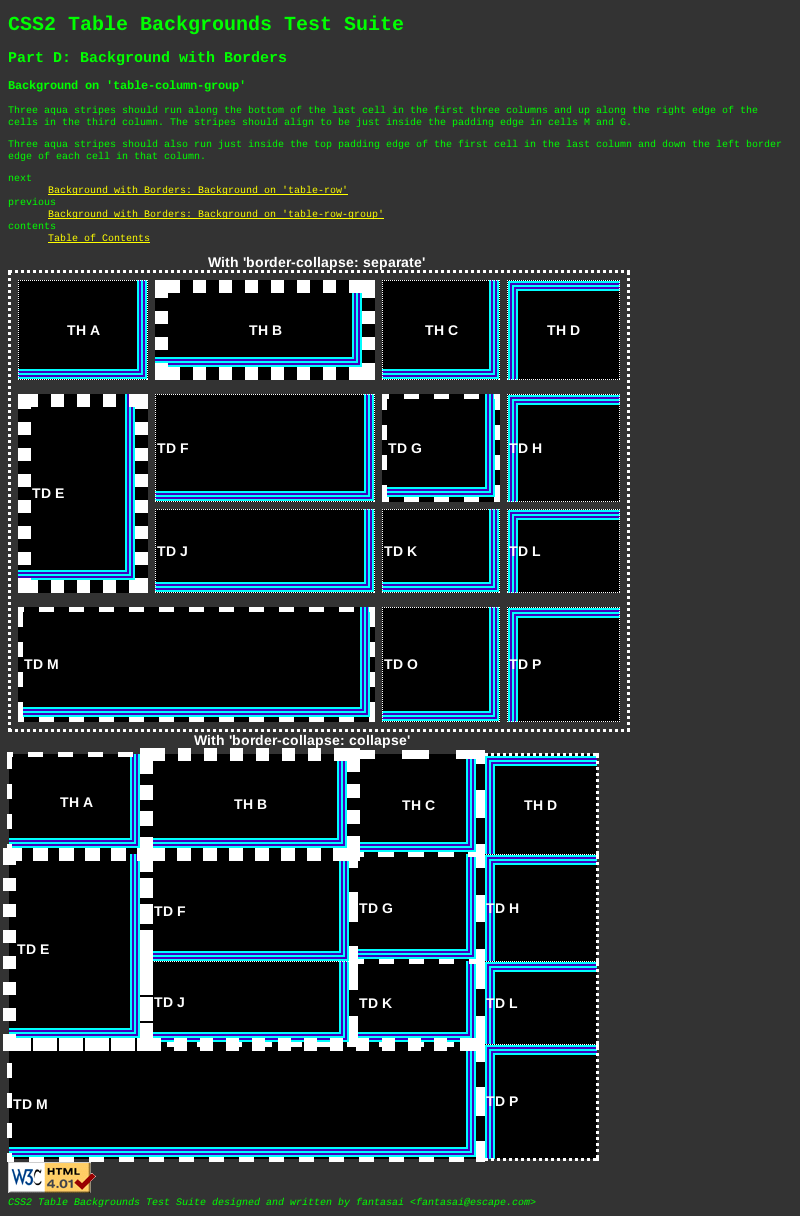 CSS2 Table Backgrounds Test Suite
Part D: Background with Borders
Background on 'table-column-group'
Three aqua stripes should run along the bottom of the last cell in the first three columns and up along the right edge of the
cells in the third column. The stripes should align to be just inside the padding edge in cells M and G.
Three aqua stripes should also run just inside the top padding edge of the first cell in the last column and down the left border
edge of each cell in that column.
next
Background with Borders: Background on 'table-row'
previous
Background with Borders: Background on 'table-row-group'
contents
Table of Contents
With 'border-collapse: separate'
TH A TH B TH C TH D
TD E TD F TD G TD H
TD J TD K TD L
TD M TD O TD P
With 'border-collapse: collapse'
TH A TH B TH C TH D
TD E TD F TD G TD H
TD J TD K TD L
TD M TD P
W3C HTML 4.01
CSS2 Table Backgrounds Test Suite designed and written by fantasai <fantasai@escape.com>